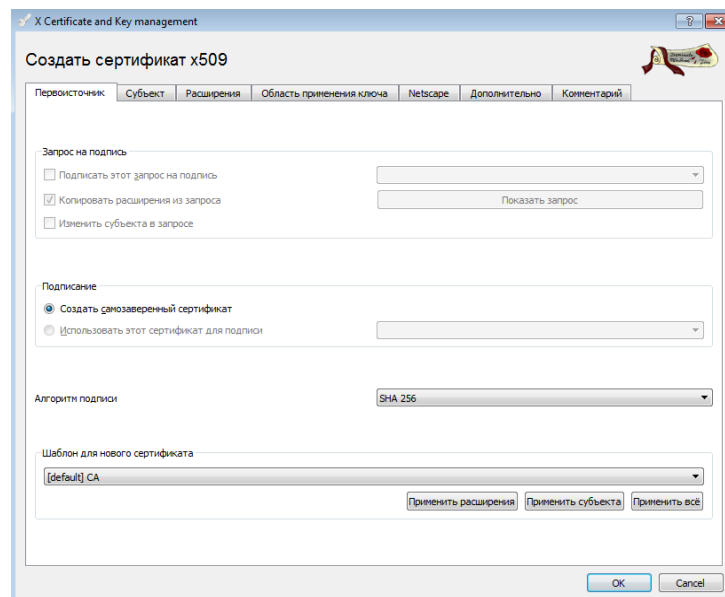 X Certificate and Key management
Создать сертификат x509
Первоисточник Субъект Расширения Область применения ключа Netscape Дополнительно Комментарий
Запрос на подпись
Подписать этот запрос на подпись
Копировать расширения из запроса Показать запрос
Изменить субъекта в запросе
Подписание
Создать самозаверенный сертификат
Использовать этот сертификат для подписи
Алгоритм подписи SHA 256
Шаблон для нового сертификата
[default] CA
Применить расширения Применить субъекта Применить всё
OK Cancel